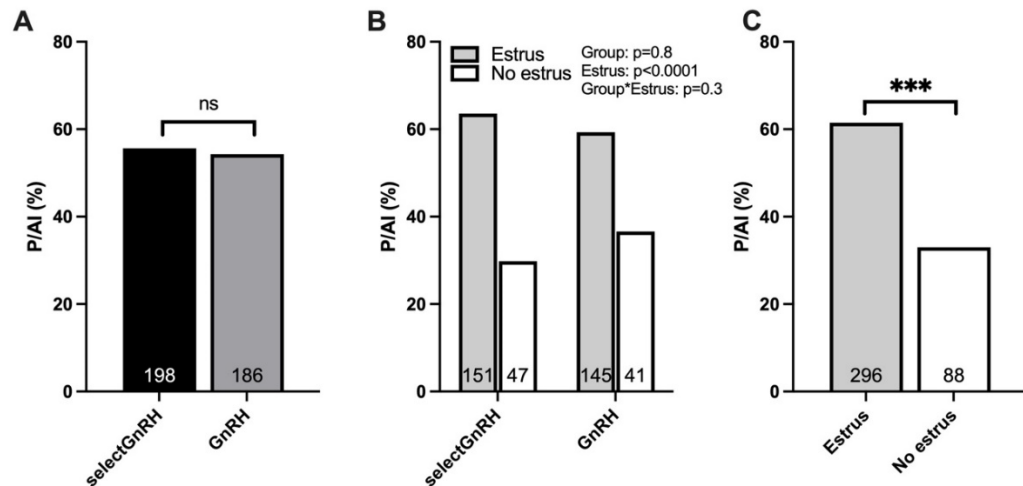 A
80
60
40
20
0
P/AI (%)
ns
198
186
selectGnRH
GnRH
B
80
60
40
20
0
P/AI (%)
Estrus
No estrus
Group: p=0.8
Estrus: p<0.0001
Group*Estrus: p=0.3
151
47
145
41
selectGnRH
GnRH
C
80
60
40
20
0
P/AI (%)
***
296
88
Estrus
No estrus